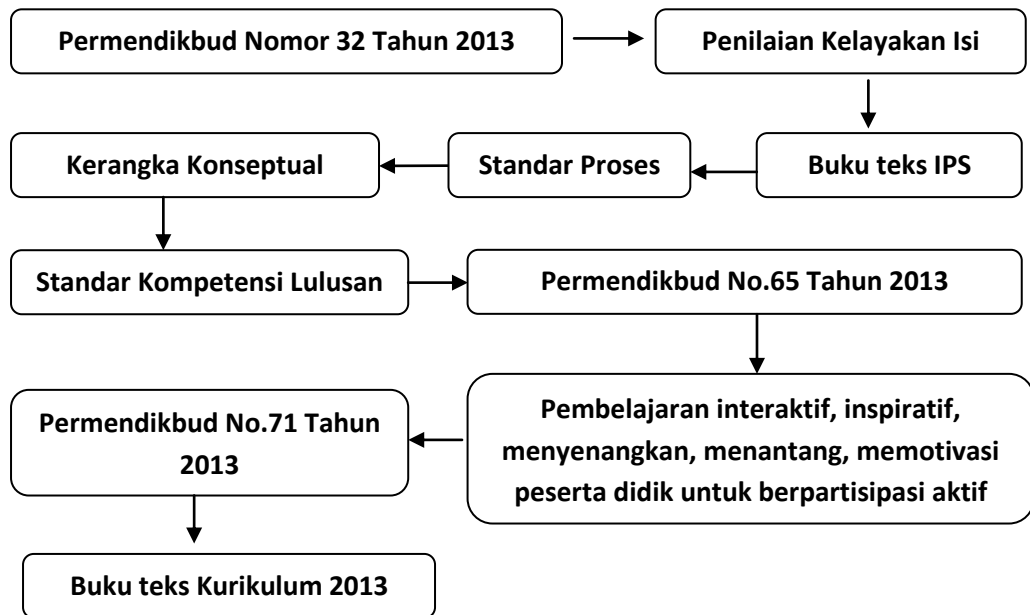 Permendikbud Nomor 32 Tahun 2013
Penilaian Kelayakan Isi
Buku teks IPS
Standar Proses
Kerangka Konseptual
Standar Kompetensi Lulusan
Permendikbud No.65 Tahun 2013
Pembelajaran interaktif, inspiratif,
menyenangkan, menantang, memotivasi
peserta didik untuk berpartisipasi aktif
Permendikbud No.71 Tahun
2013
Buku teks Kurikulum 2013